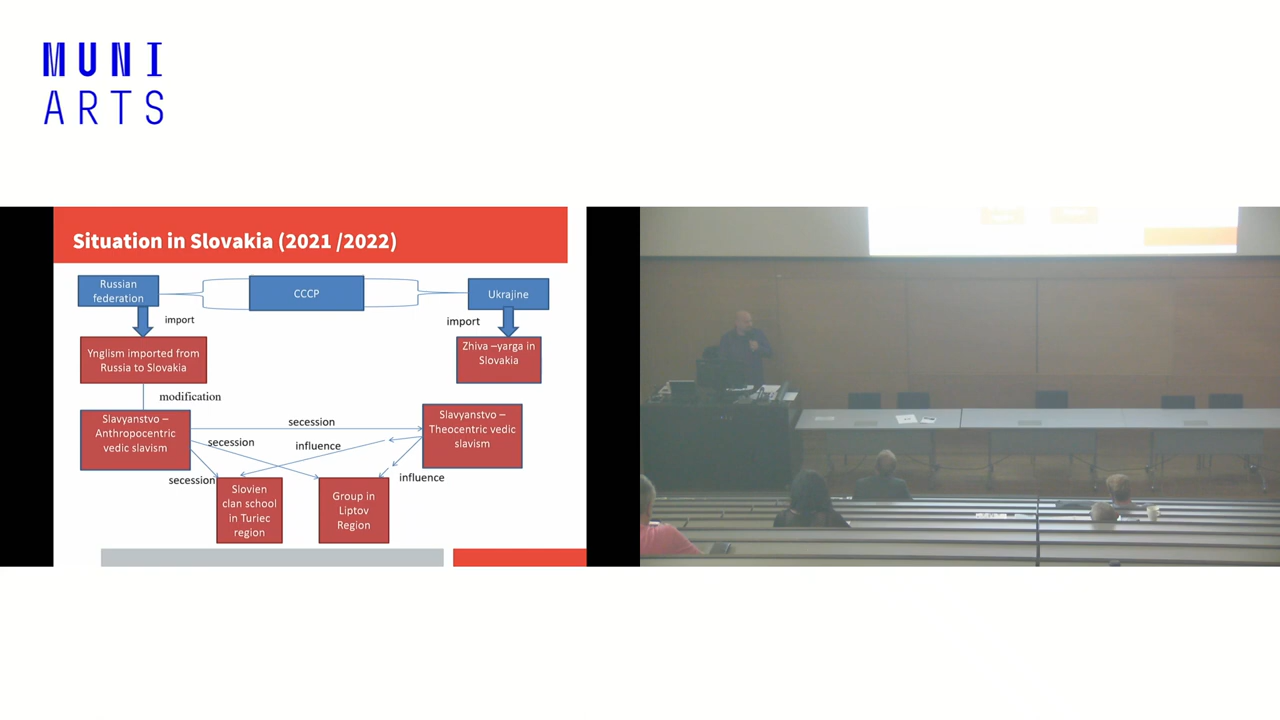 MUNI
ARTS
Situation in Slovakia (2021 /2022)
Russian
federation
CCCP
Ukrajine
import
import
Ynglism imported from
Russia to Slovakia
Zhiva –yarga in
Slovakia
modification
Slavyanstvo –
Anthropocentric
vedic slavism
Slavyanstvo –
Theocentric vedic
slavism
secession
secession
influence
secession
influence
Slovien
clan school
in Turiec
region
Group in
Liptov
Region